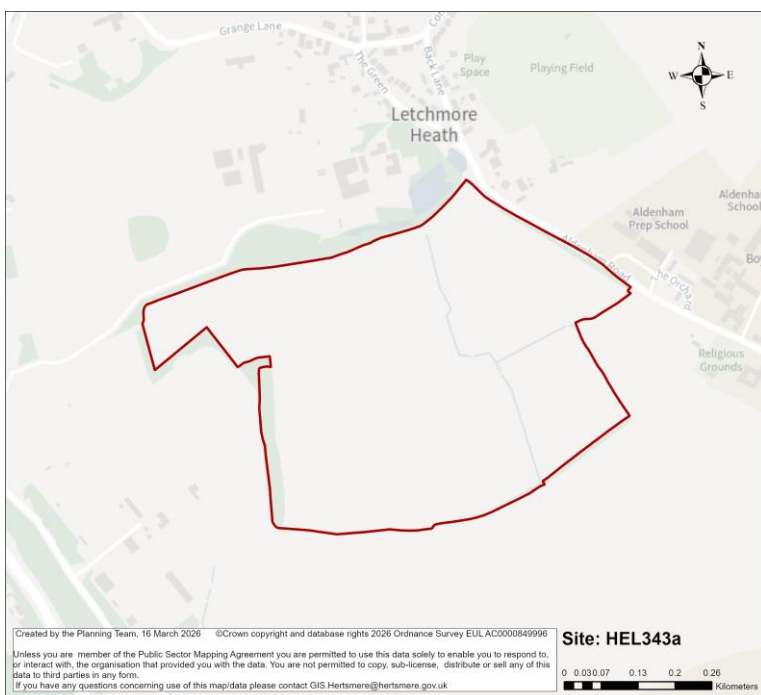 Grange Lane
The Green
Back Lane
Play
Space
Playing Field
N
W E
S
Letchmore
Heath
Aldenham
School
Aldenham
Prep School
Aldenham Road
The Orchard
Religious
Grounds
Created by the Planning Team, 16 March 2026 ©Crown copyright and database rights 2026 Ordnance Survey EUL AC0000849996
Unless you are member of the Public Sector Mapping Agreement you are permitted to use this data solely to enable you to respond to,
or interact with, the organisation that provided you with the data. You are not permitted to copy, sub-license, distribute or sell any of this
data to third parties in any form.
If you have any questions concerning use of this map/data please contact GIS.Hertsmere@hertsmere.gov.uk
Site: HEL343a
0 0.03 0.07 0.13 0.2 0.26
Kilometers